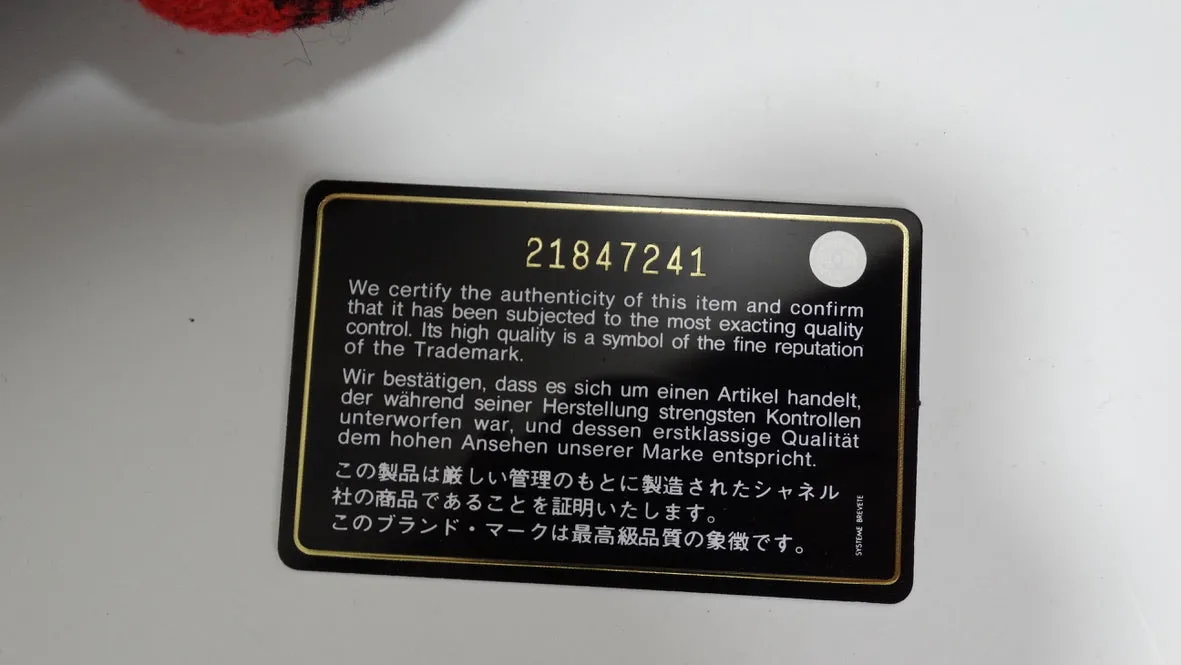 21847241
We certify the authenticity of this item and confirm
that it has been subjected to the most exacting quality
control. Its high quality is a symbol of the fine reputation
of the Trademark.
Wir bestätigen, dass es sich um einen Artikel handelt,
der während seiner Herstellung strengsten Kontrollen
unterworfen war, und dessen erstklassige Qualität
dem hohen Ansehen unserer Marke entspricht.
この製品は厳しい管理のもとに製造されたシャネル
社の商品であることを証明いたします。
このブランド・マークは最高級品質の象徴です。
SYSTEME BREVETE